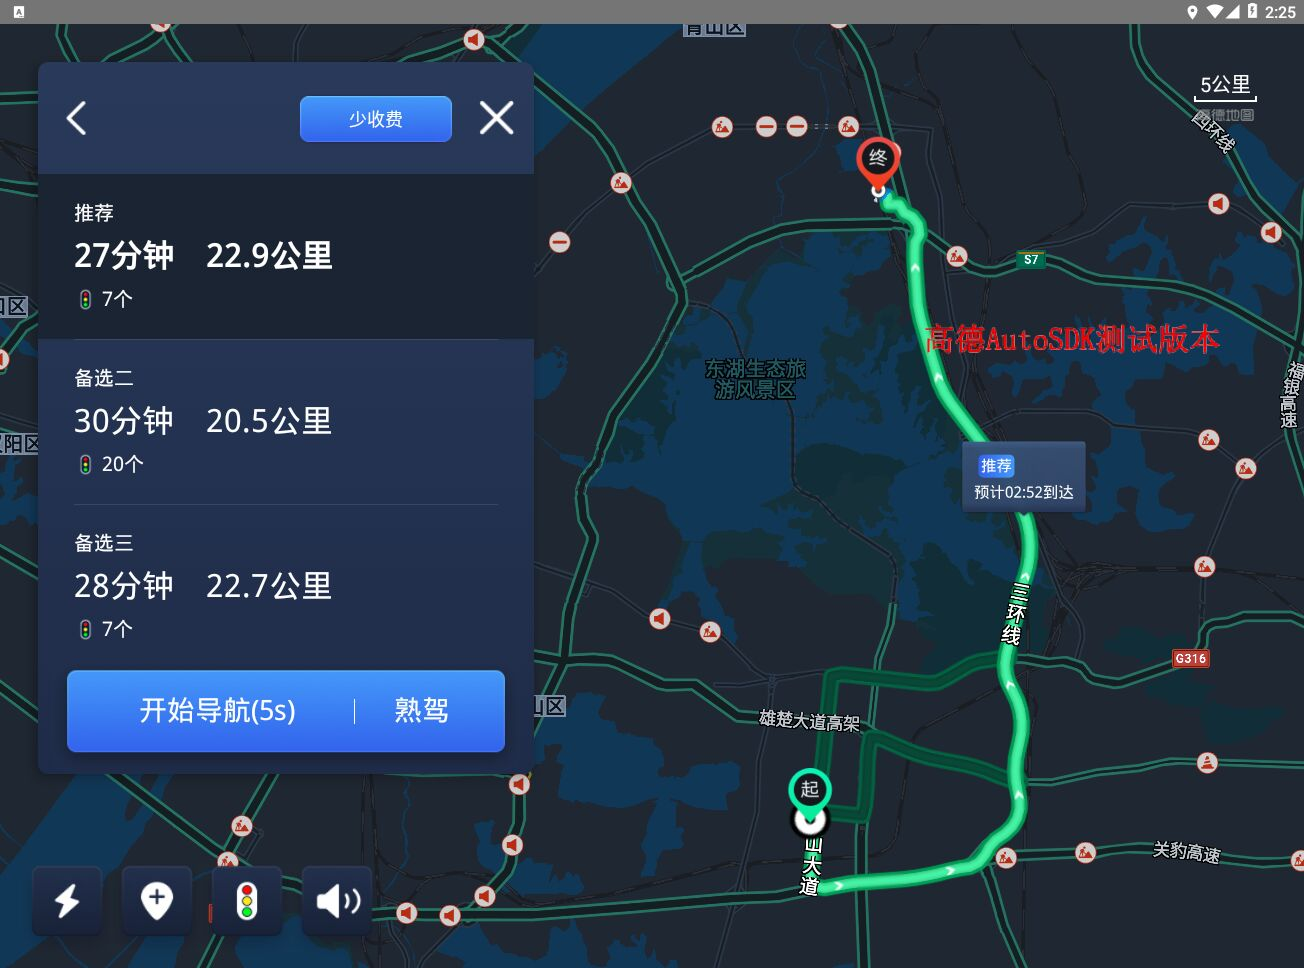 2:25
少收费
推荐
27分钟 22.9公里
7个
备选二
30分钟 20.5公里
20个
备选三
28分钟 22.7公里
7个
开始导航(5s) 熟驾
青山区
5公里
高德地图
四环线
终
S7
高德AutoSDK测试版本
东湖生态旅
游风景区
福银高速
推荐
预计02:52到达
三环线
G316
雄楚大道高架
起
山大道
关豹高速
阳区
山区